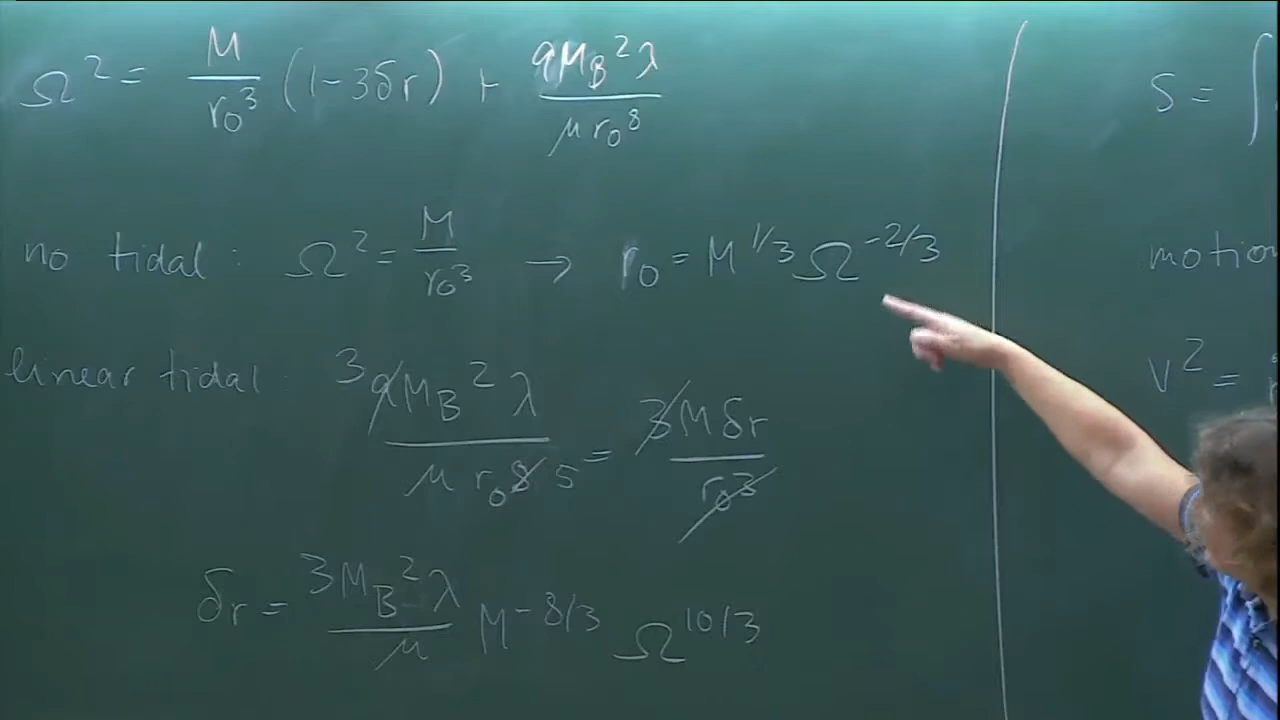 Ω² = M/r₀³ (1-3δr) + 9M_B²λ/μr₀⁸
no tidal : Ω² = M/r₀³ → r₀ = M^1/3 Ω^-2/3
linear tidal : 3 9M_B²λ/μ r₀8 5 = 3Mδr/r₀3
δr = 3M_B²λ/μ M^-8/3 Ω^10/3
S = ∫
motion
v² =